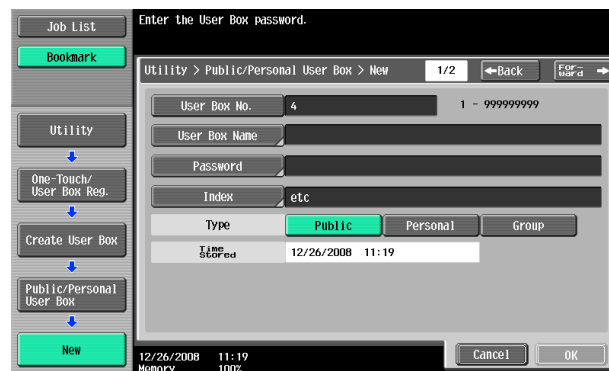 Job List
Bookmark
Utility
One-Touch/
User Box Reg.
Create User Box
Public/Personal
User Box
New
Enter the User Box password.
Utility > Public/Personal User Box > New
1/2
←Back
For-
ward →
User Box No.
4
1 - 999999999
User Box Name
Password
Index
etc
Type
Public
Personal
Group
Time
Stored
12/26/2008 11:19
12/26/2008 11:19
Memory 100%
Cancel
OK